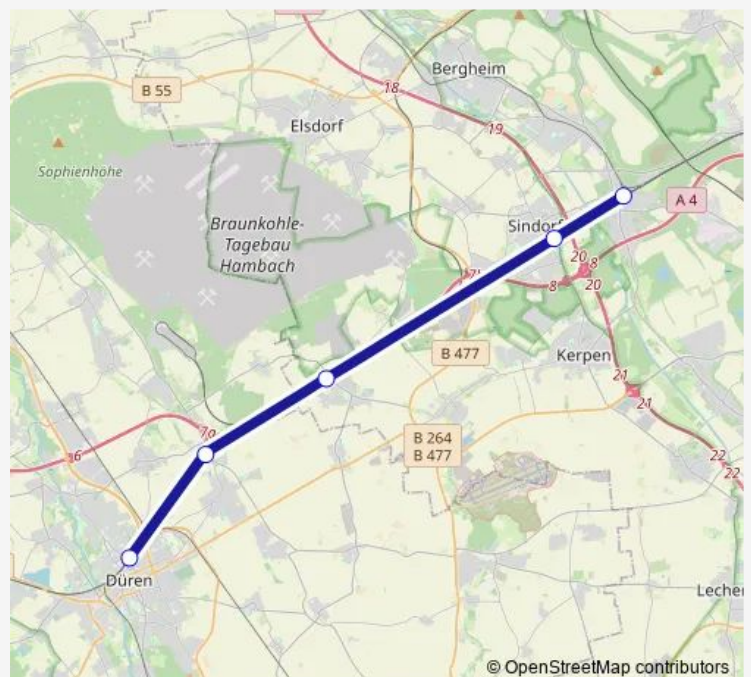 18
Bergheim
B 55
Elsdorf
19
Sophienhöhe
A 4
Braunkohle-
Tagebau
Hambach
Sindorf
20
8
8
20
B 477
Kerpen
21
21
B 264
B 477
6
22
22
Düren
Lecher
© OpenStreetMap contributors